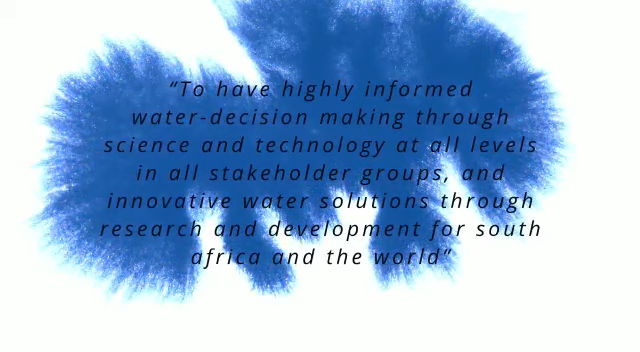 “To have highly informed
water-decision making through
science and technology at all levels
in all stakeholder groups, and
innovative water solutions through
research and development for south
africa and the world”